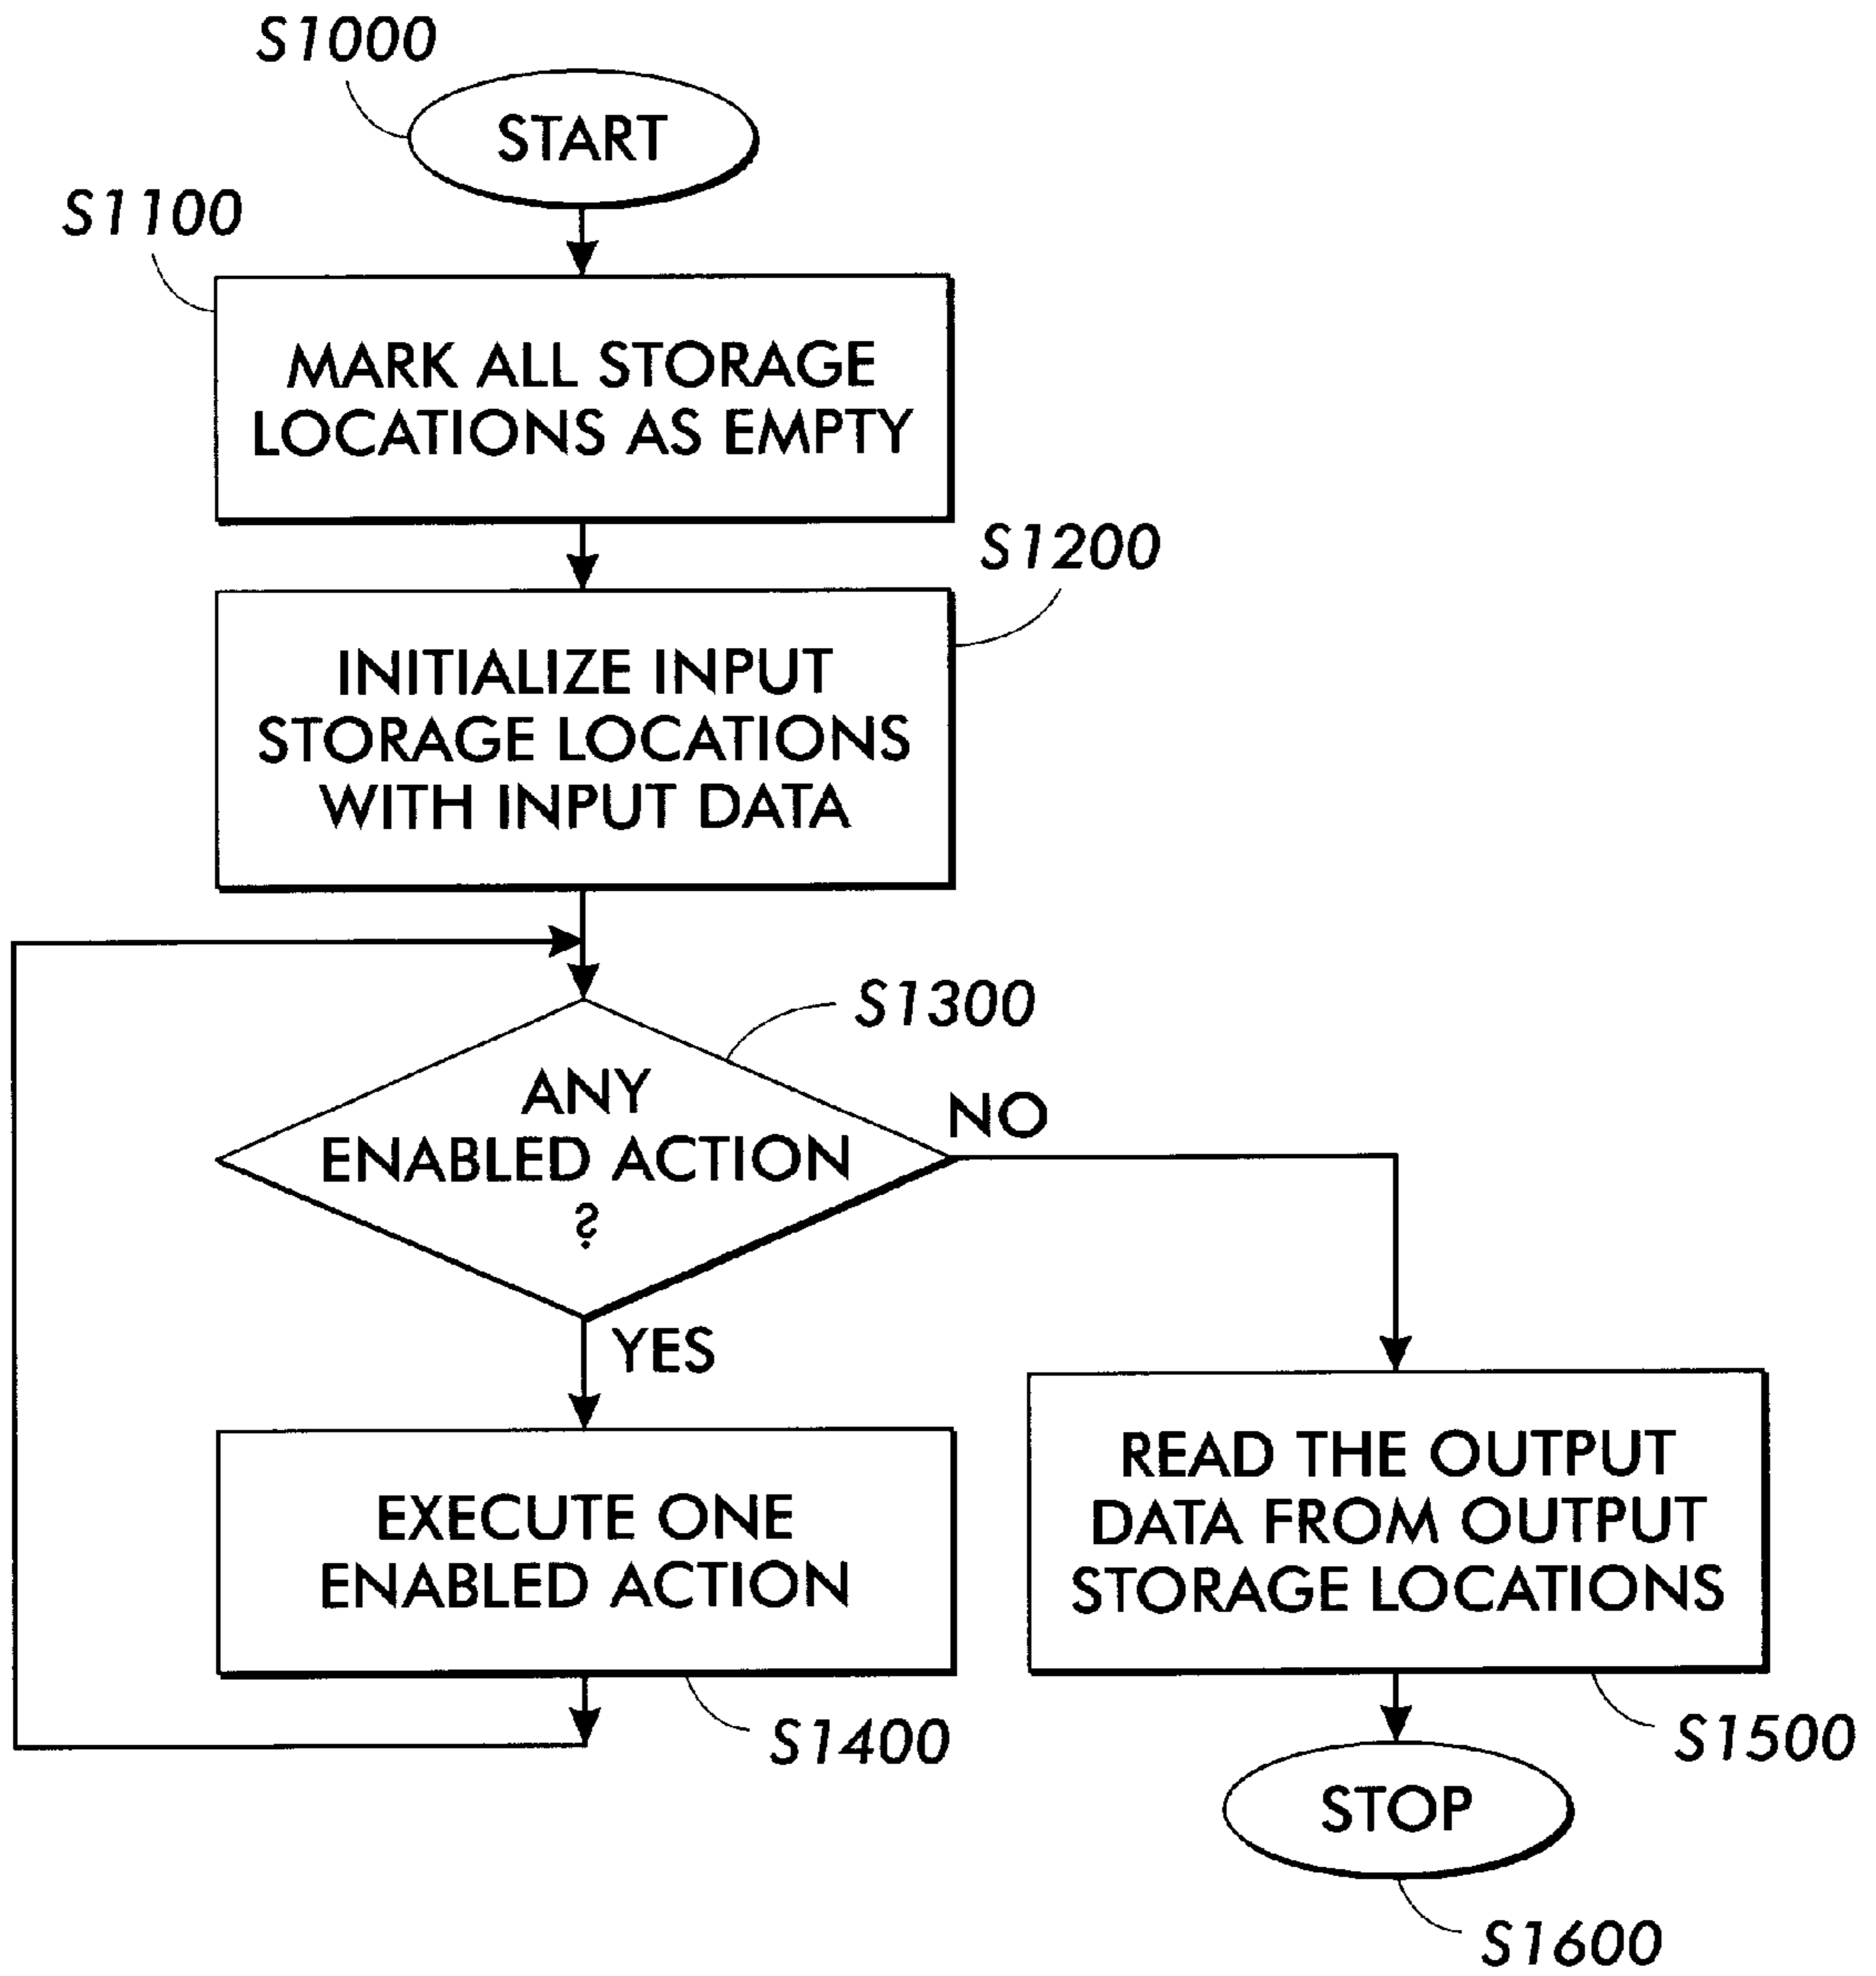 S1000
START
S1100
MARK ALL STORAGE
LOCATIONS AS EMPTY
S1200
INITIALIZE INPUT
STORAGE LOCATIONS
WITH INPUT DATA
S1300
ANY
ENABLED ACTION
?
NO
YES
EXECUTE ONE
ENABLED ACTION
S1400
READ THE OUTPUT
DATA FROM OUTPUT
STORAGE LOCATIONS
S1500
STOP
S1600